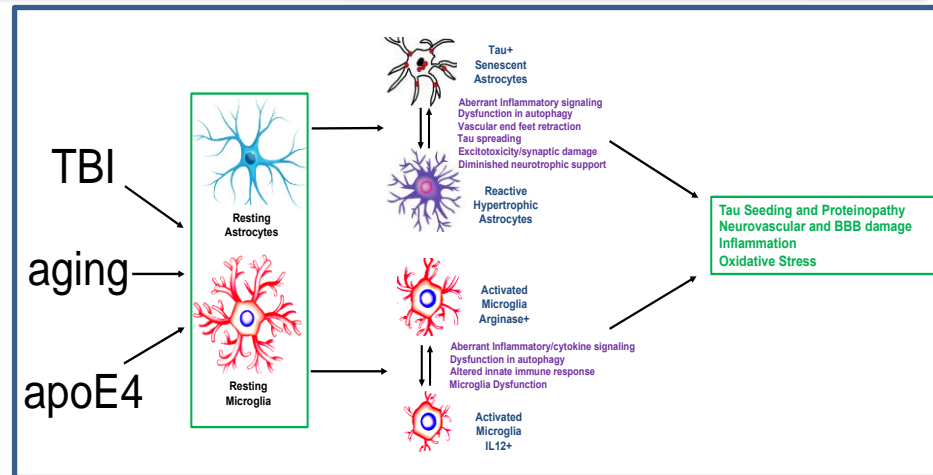 TBI
aging
apoE4
Resting
Astrocytes
Resting
Microglia
Tau+
Senescent
Astrocytes
Aberrant Inflammatory signaling
Dysfunction in autophagy
Vascular end feet retraction
Tau spreading
Excitotoxicity/synaptic damage
Diminished neurotrophic support
Reactive
Hypertrophic
Astrocytes
Activated
Microglia
Arginase+
Aberrant Inflammatory/cytokine signaling
Dysfunction in autophagy
Altered innate immune response
Microglia Dysfunction
Activated
Microglia
IL12+
Tau Seeding and Proteinopathy
Neurovascular and BBB damage
Inflammation
Oxidative Stress